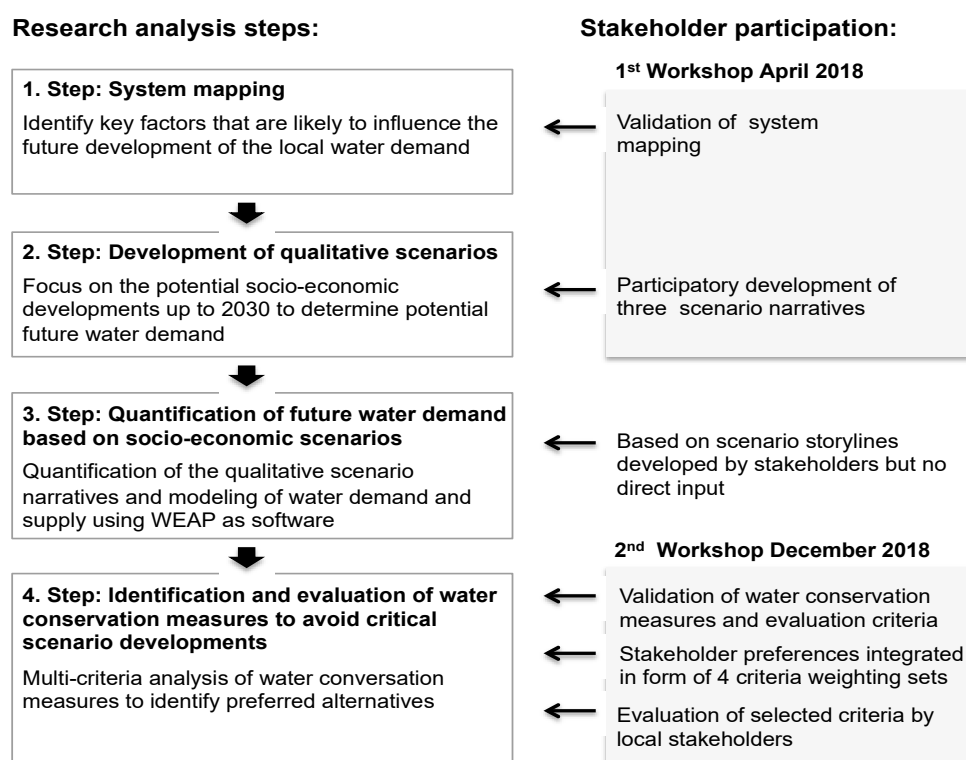 Research analysis steps:
Stakeholder participation:
1st Workshop April 2018
1. Step: System mapping
Identify key factors that are likely to influence the
future development of the local water demand
Validation of system
mapping
2. Step: Development of qualitative scenarios
Focus on the potential socio-economic
developments up to 2030 to determine potential
future water demand
Participatory development of
three scenario narratives
3. Step: Quantification of future water demand
based on socio-economic scenarios
Quantification of the qualitative scenario
narratives and modeling of water demand and
supply using WEAP as software
Based on scenario storylines
developed by stakeholders but no
direct input
2nd Workshop December 2018
4. Step: Identification and evaluation of water
conservation measures to avoid critical
scenario developments
Multi-criteria analysis of water conversation
measures to identify preferred alternatives
Validation of water conservation
measures and evaluation criteria
Stakeholder preferences integrated
in form of 4 criteria weighting sets
Evaluation of selected criteria by
local stakeholders